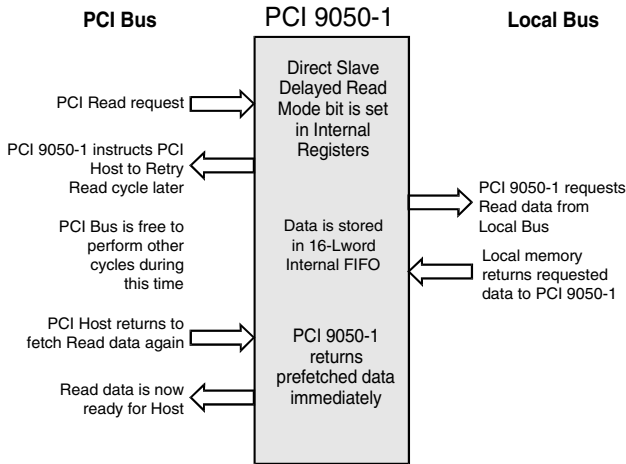 PCI Bus
PCI 9050-1
Local Bus
Direct Slave
Delayed Read
Mode bit is set
in Internal
Registers
PCI Read request
PCI 9050-1 instructs PCI
Host to Retry
Read cycle later
PCI 9050-1 requests
Read data from
Local Bus
PCI Bus is free to
perform other
cycles during
this time
Data is stored
in 16-Lword
Internal FIFO
Local memory
returns requested
data to PCI 9050-1
PCI Host returns to
fetch Read data again
PCI 9050-1
returns
prefetched data
immediately
Read data is now
ready for Host